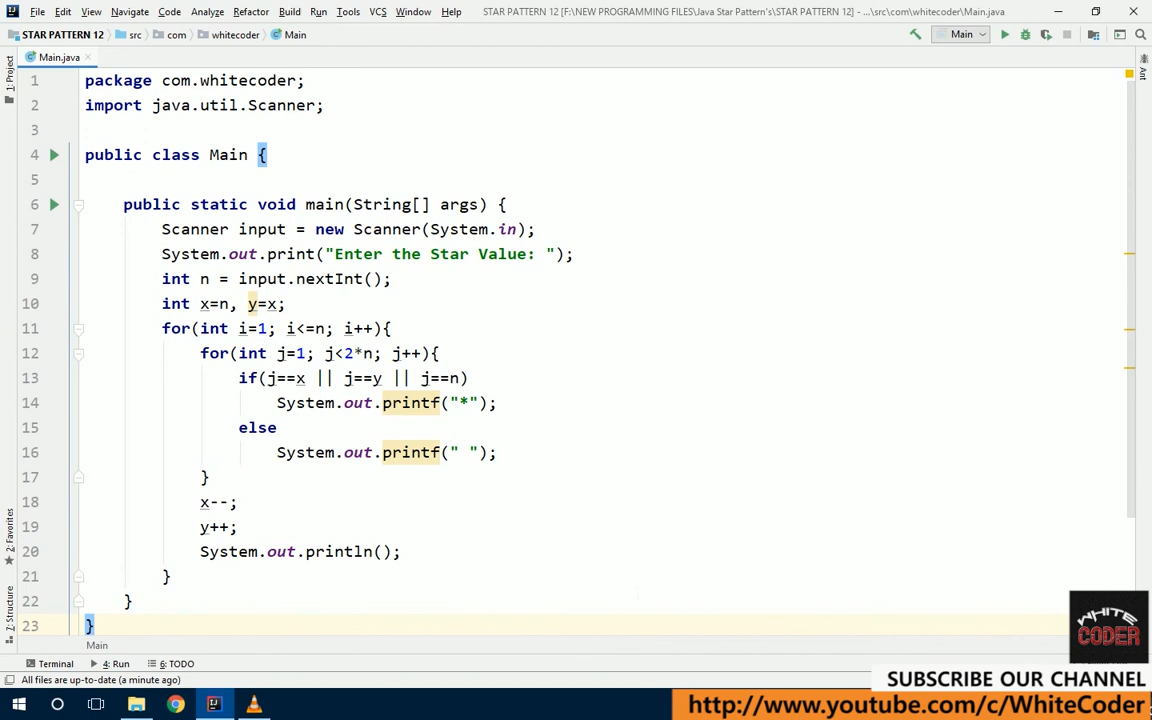 File Edit View Navigate Code Analyze Refactor Build Run Tools VCS Window Help STAR PATTERN 12 [F:\NEW PROGRAMMING FILES\Java Star Pattern's\STAR PATTERN 12] - ...\src\com\whitecoder\Main.java
STAR PATTERN 12 src com whitecoder Main Main
Main.java
1: Project
Ant
1 package com.whitecoder;
2 import java.util.Scanner;
3
4 public class Main {
5
6 public static void main(String[] args) {
7 Scanner input = new Scanner(System.in);
8 System.out.print("Enter the Star Value: ");
9 int n = input.nextInt();
10 int x=n, y=x;
11 for(int i=1; i<=n; i++){
12 for(int j=1; j<2*n; j++){
13 if(j==x || j==y || j==n)
14 System.out.printf("*");
15 else
16 System.out.printf(" ");
17 }
18 x--;
19 y++;
20 System.out.println();
21 }
22 }
23 }
2: Favorites
7: Structure
Main
Terminal 4: Run 6: TODO
All files are up-to-date (a minute ago)
WHITE
CODER
SUBSCRIBE OUR CHANNEL
http://www.youtube.com/c/WhiteCoder